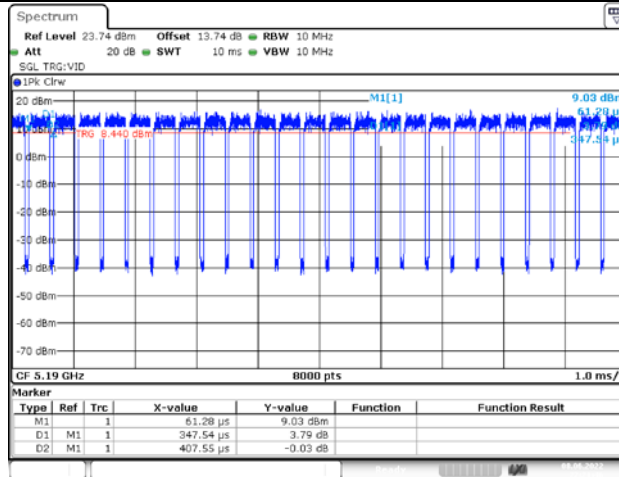 Spectrum
Ref Level 23.74 dBm Offset 13.74 dB RBW 10 MHz
Att 20 dB SWT 10 ms VBW 10 MHz
SGL TRG:VID
1Pk Clrw
M1[1] 9.03 dBm
20 dBm
61.28 µs
TRG 8.440 dBm
347.54 µs
0 dBm
-10 dBm
-20 dBm
-30 dBm
-40 dBm
-50 dBm
-60 dBm
-70 dBm
CF 5.19 GHz 8000 pts 1.0 ms/
Marker
Type Ref Trc X-value Y-value Function Function Result
M1 1 61.28 µs 9.03 dBm
D1 M1 1 347.54 µs 3.79 dB
D2 M1 1 407.55 µs -0.03 dB
Ready 08.04.2022